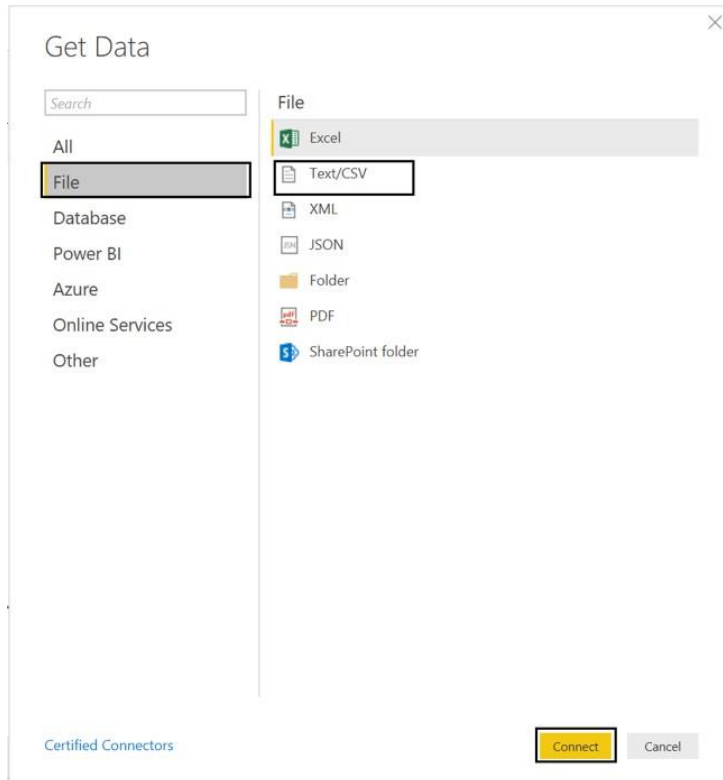 Get Data
Search
All
File
Database
Power BI
Azure
Online Services
Other
File
Excel
Text/CSV
XML
JSON
Folder
PDF
SharePoint folder
Certified Connectors
Connect
Cancel